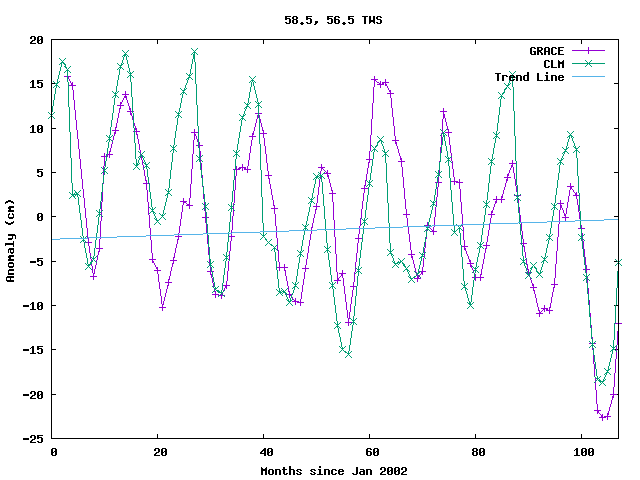 58.5, 56.5 TWS
GRACE
CLM
Trend Line
20
15
10
5
0
-5
-10
-15
-20
-25
Anomaly (cm)
0 20 40 60 80 100
Months since Jan 2002